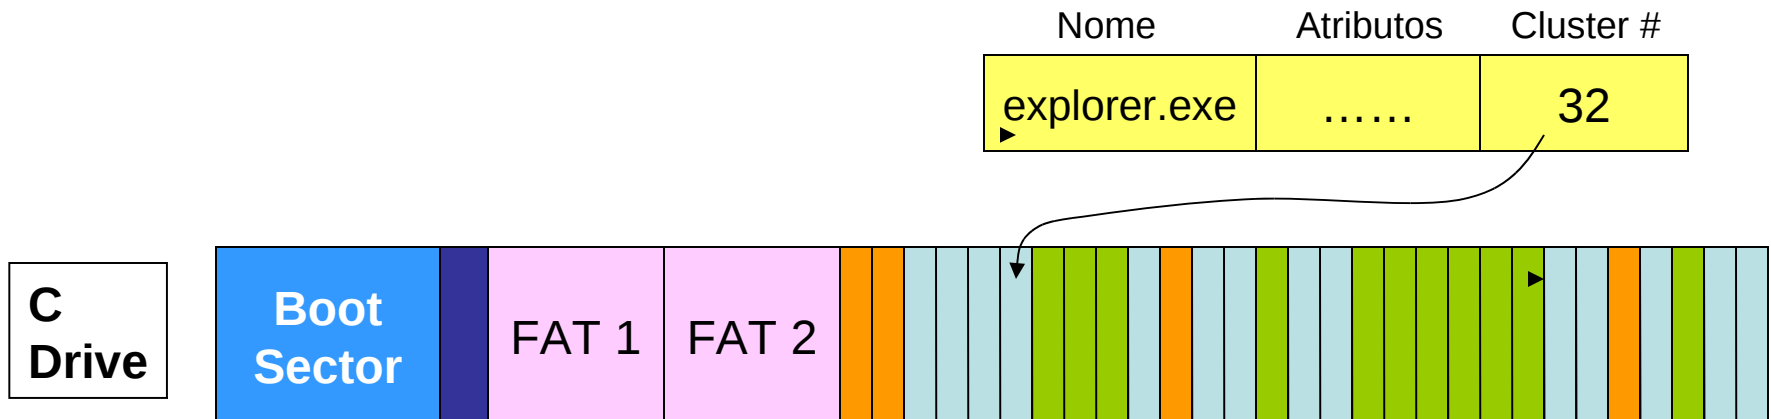 Nome Atributos Cluster #
explorer.exe …… 32
C
Drive
Boot
Sector
FAT 1
FAT 2